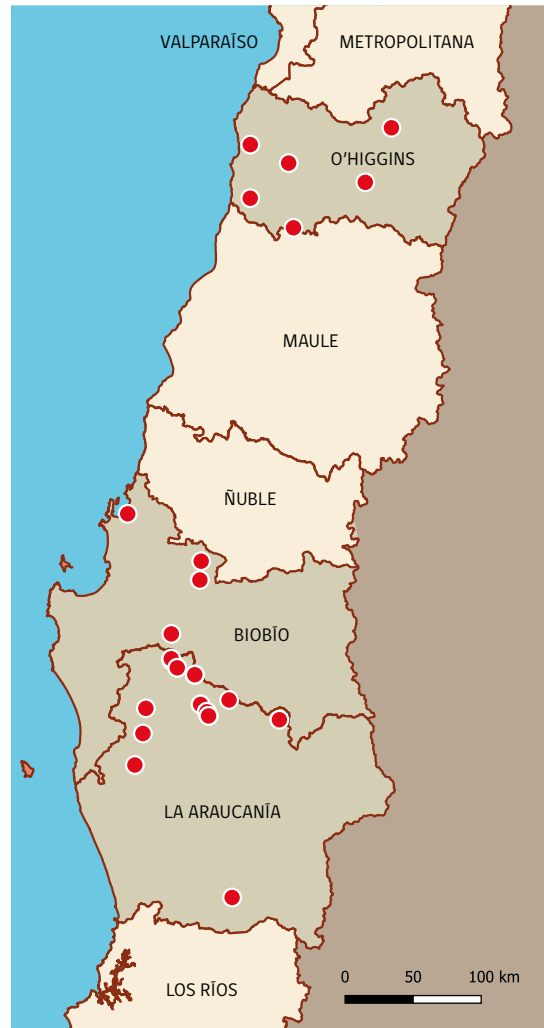 VALPARAÍSO
METROPOLITANA
O'HIGGINS
MAULE
ÑUBLE
BIOBÍO
LA ARAUCANÍA
LOS RÍOS
0 50 100 km